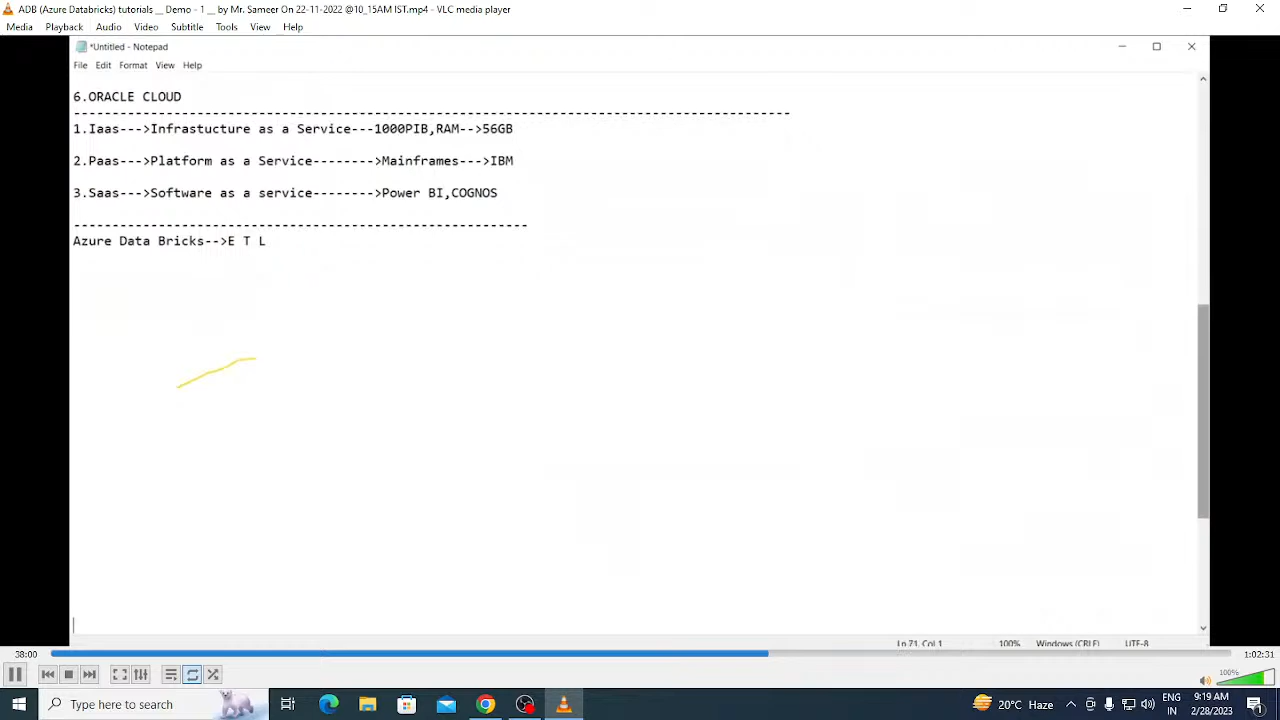 ADB (Azure Databricks) tutorials __ Demo - 1 __ by Mr. Sameer On 22-11-2022 @10_15AM IST.mp4 - VLC media player
Media Playback Audio Video Subtitle Tools View Help
*Untitled - Notepad
File Edit Format View Help
6.ORACLE CLOUD
---------------------------------------------------------------------------------------------
1.Iaas--->Infrastucture as a Service---1000PIB,RAM-->56GB
2.Paas--->Platform as a Service-------->Mainframes--->IBM
3.Saas--->Software as a service-------->Power BI,COGNOS
-----------------------------------------------------------
Azure Data Bricks-->E T L
Ln 71, Col 1 100% Windows (CRLF) UTF-8
38:00 1:02:31
100%
Type here to search 20°C Haze ENG IN 9:19 AM 2/28/2023